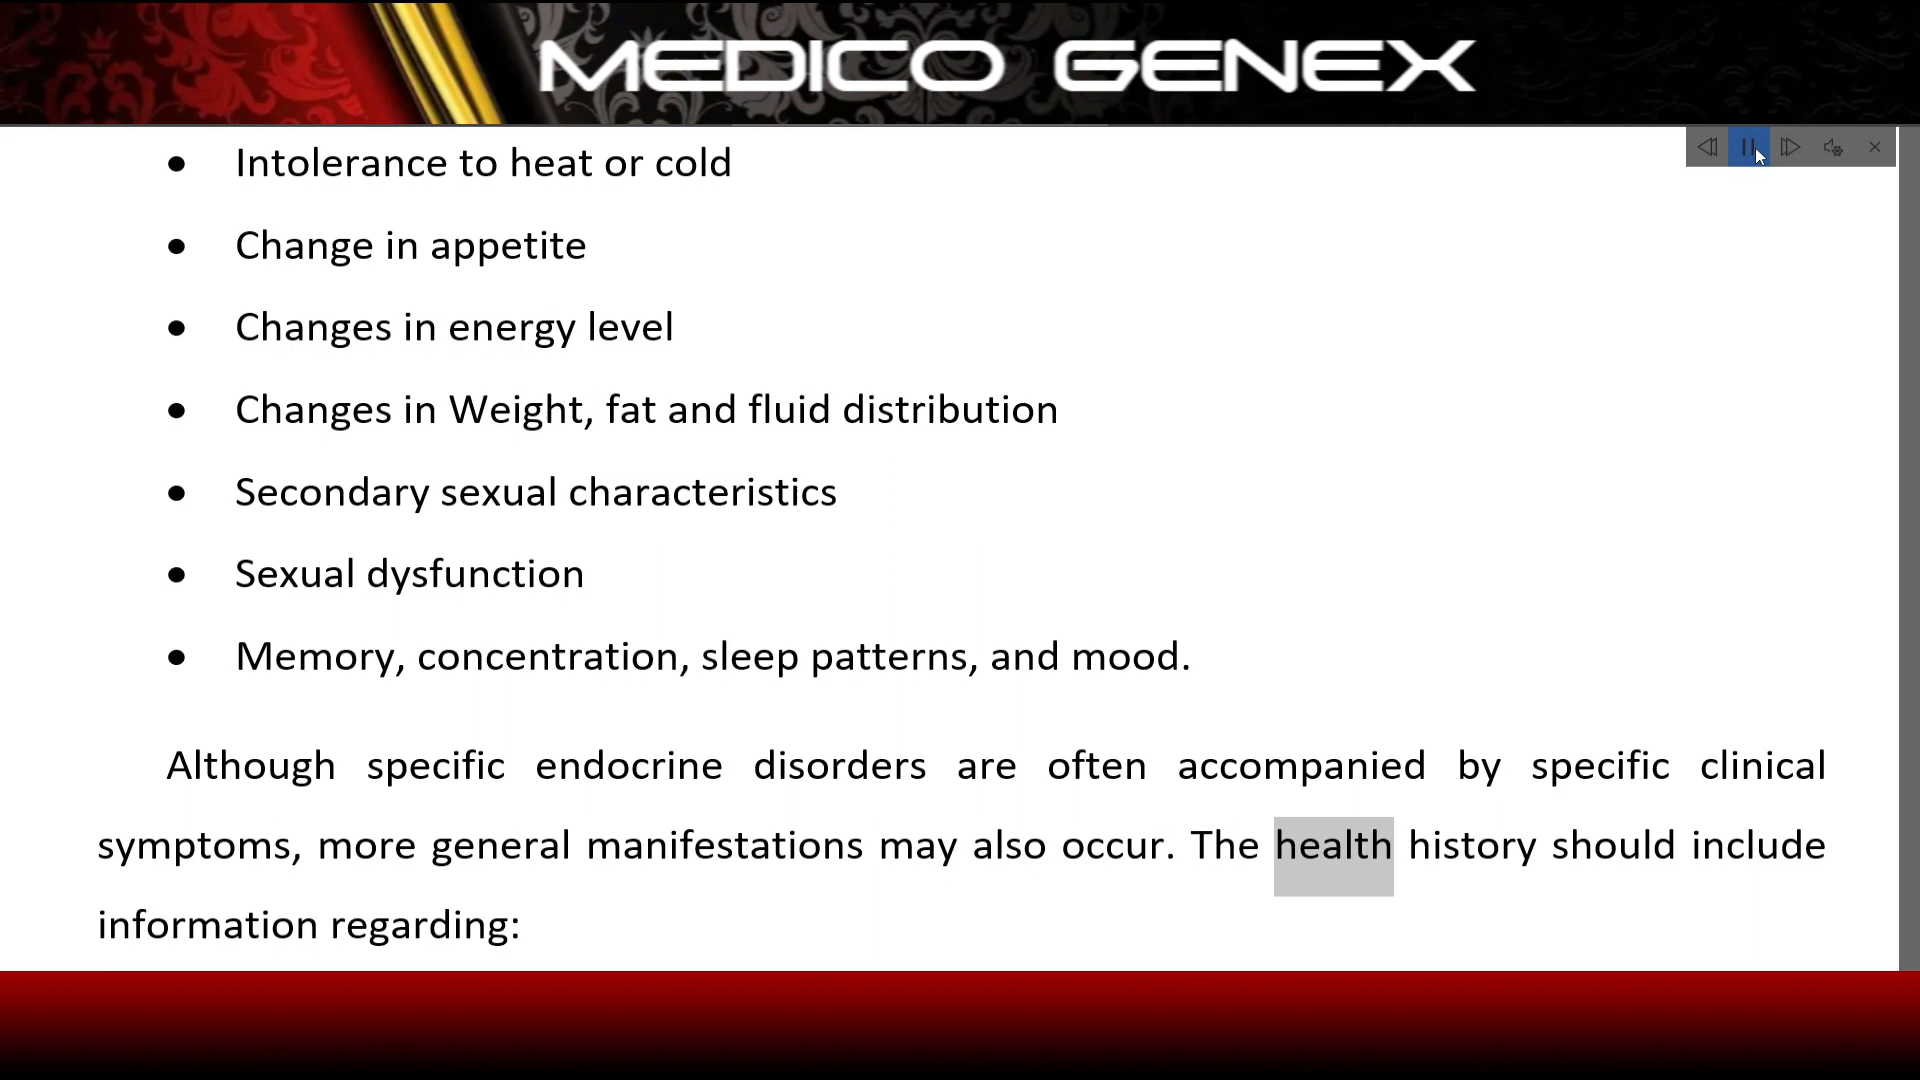 MEDICO GENEX
• Intolerance to heat or cold
• Change in appetite
• Changes in energy level
• Changes in Weight, fat and fluid distribution
• Secondary sexual characteristics
• Sexual dysfunction
• Memory, concentration, sleep patterns, and mood.
Although specific endocrine disorders are often accompanied by specific clinical
symptoms, more general manifestations may also occur. The health history should include
information regarding: